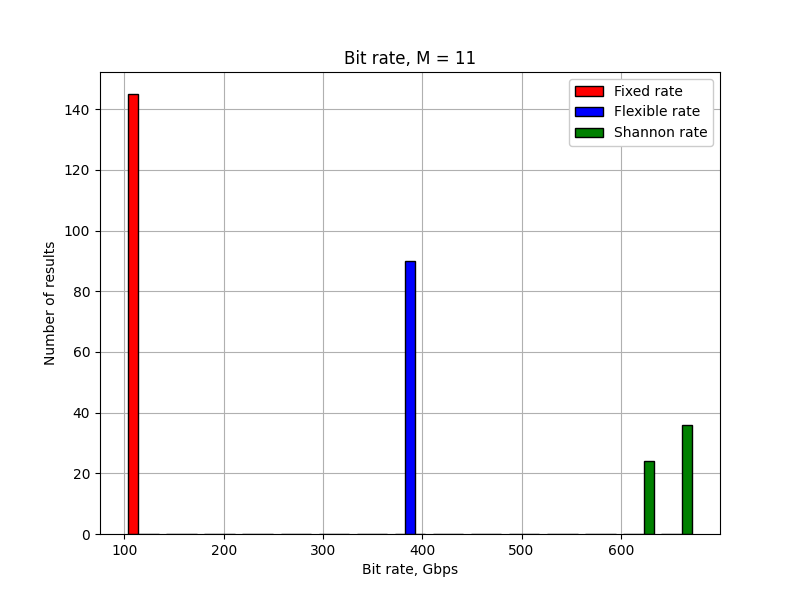 Bit rate, M = 11
Fixed rate
Flexible rate
Shannon rate
140
120
100
80
60
40
20
0
Number of results
100 200 300 400 500 600
Bit rate, Gbps